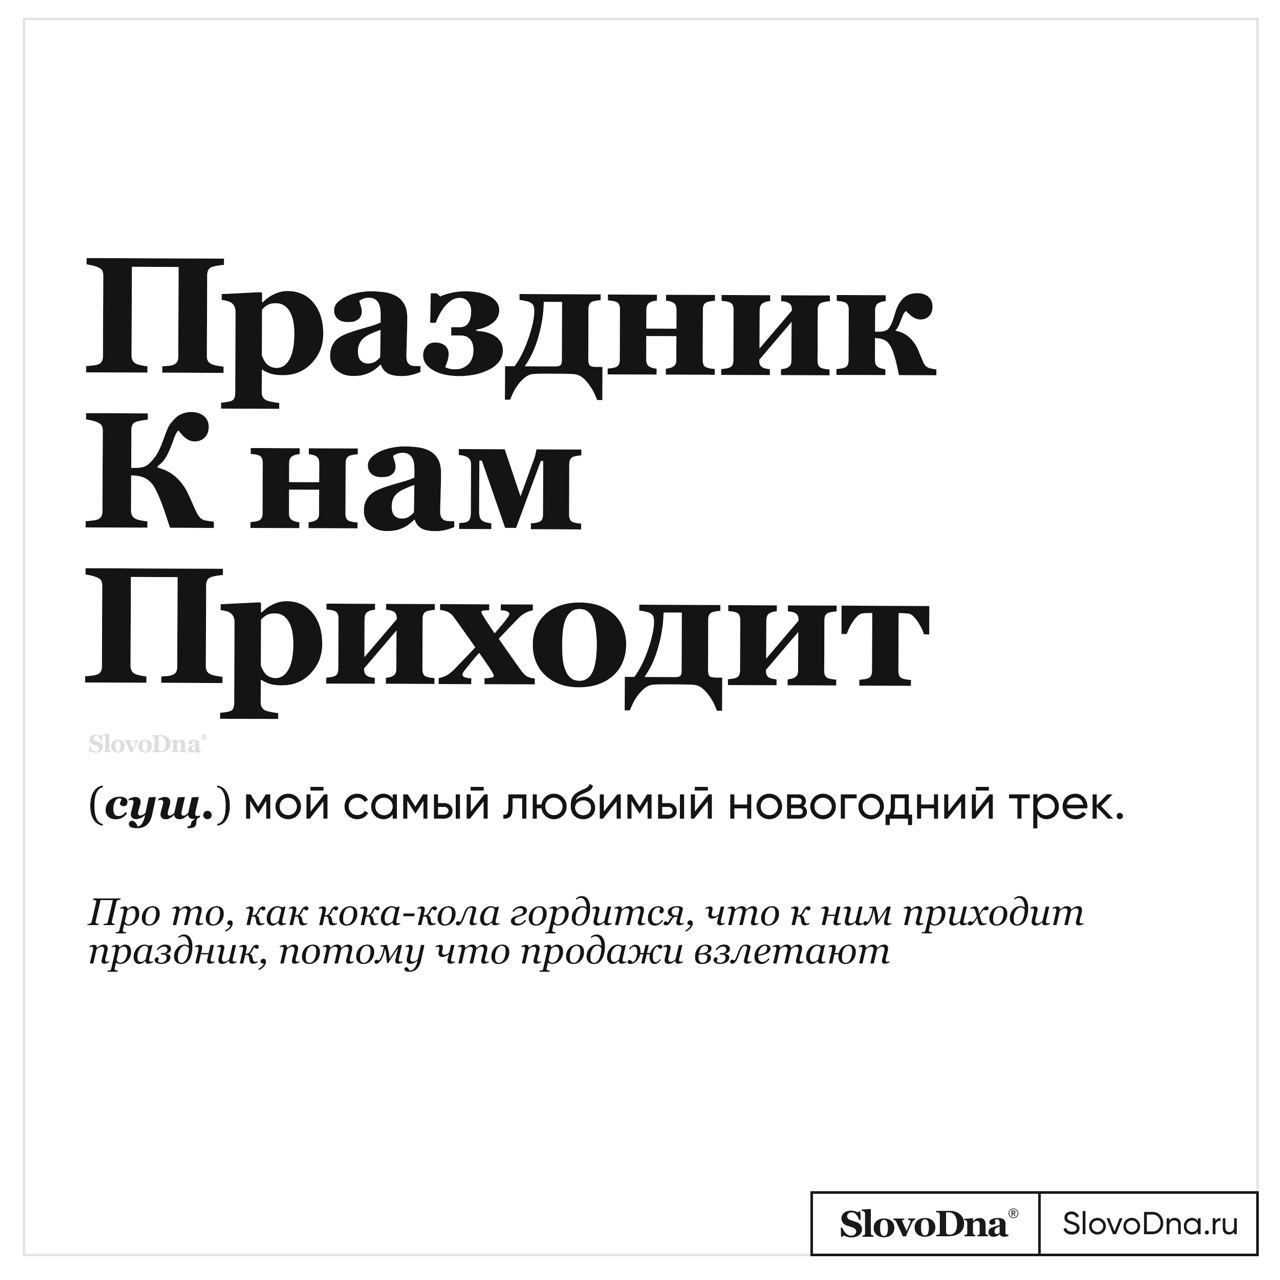 Праздник
К нам
Приходит
SlovoDna®
(сущ.) мой самый любимый новогодний трек.
Про то, как кока-кола гордится, что к ним приходит
праздник, потому что продажи взлетают
SlovoDna® SlovoDna.ru